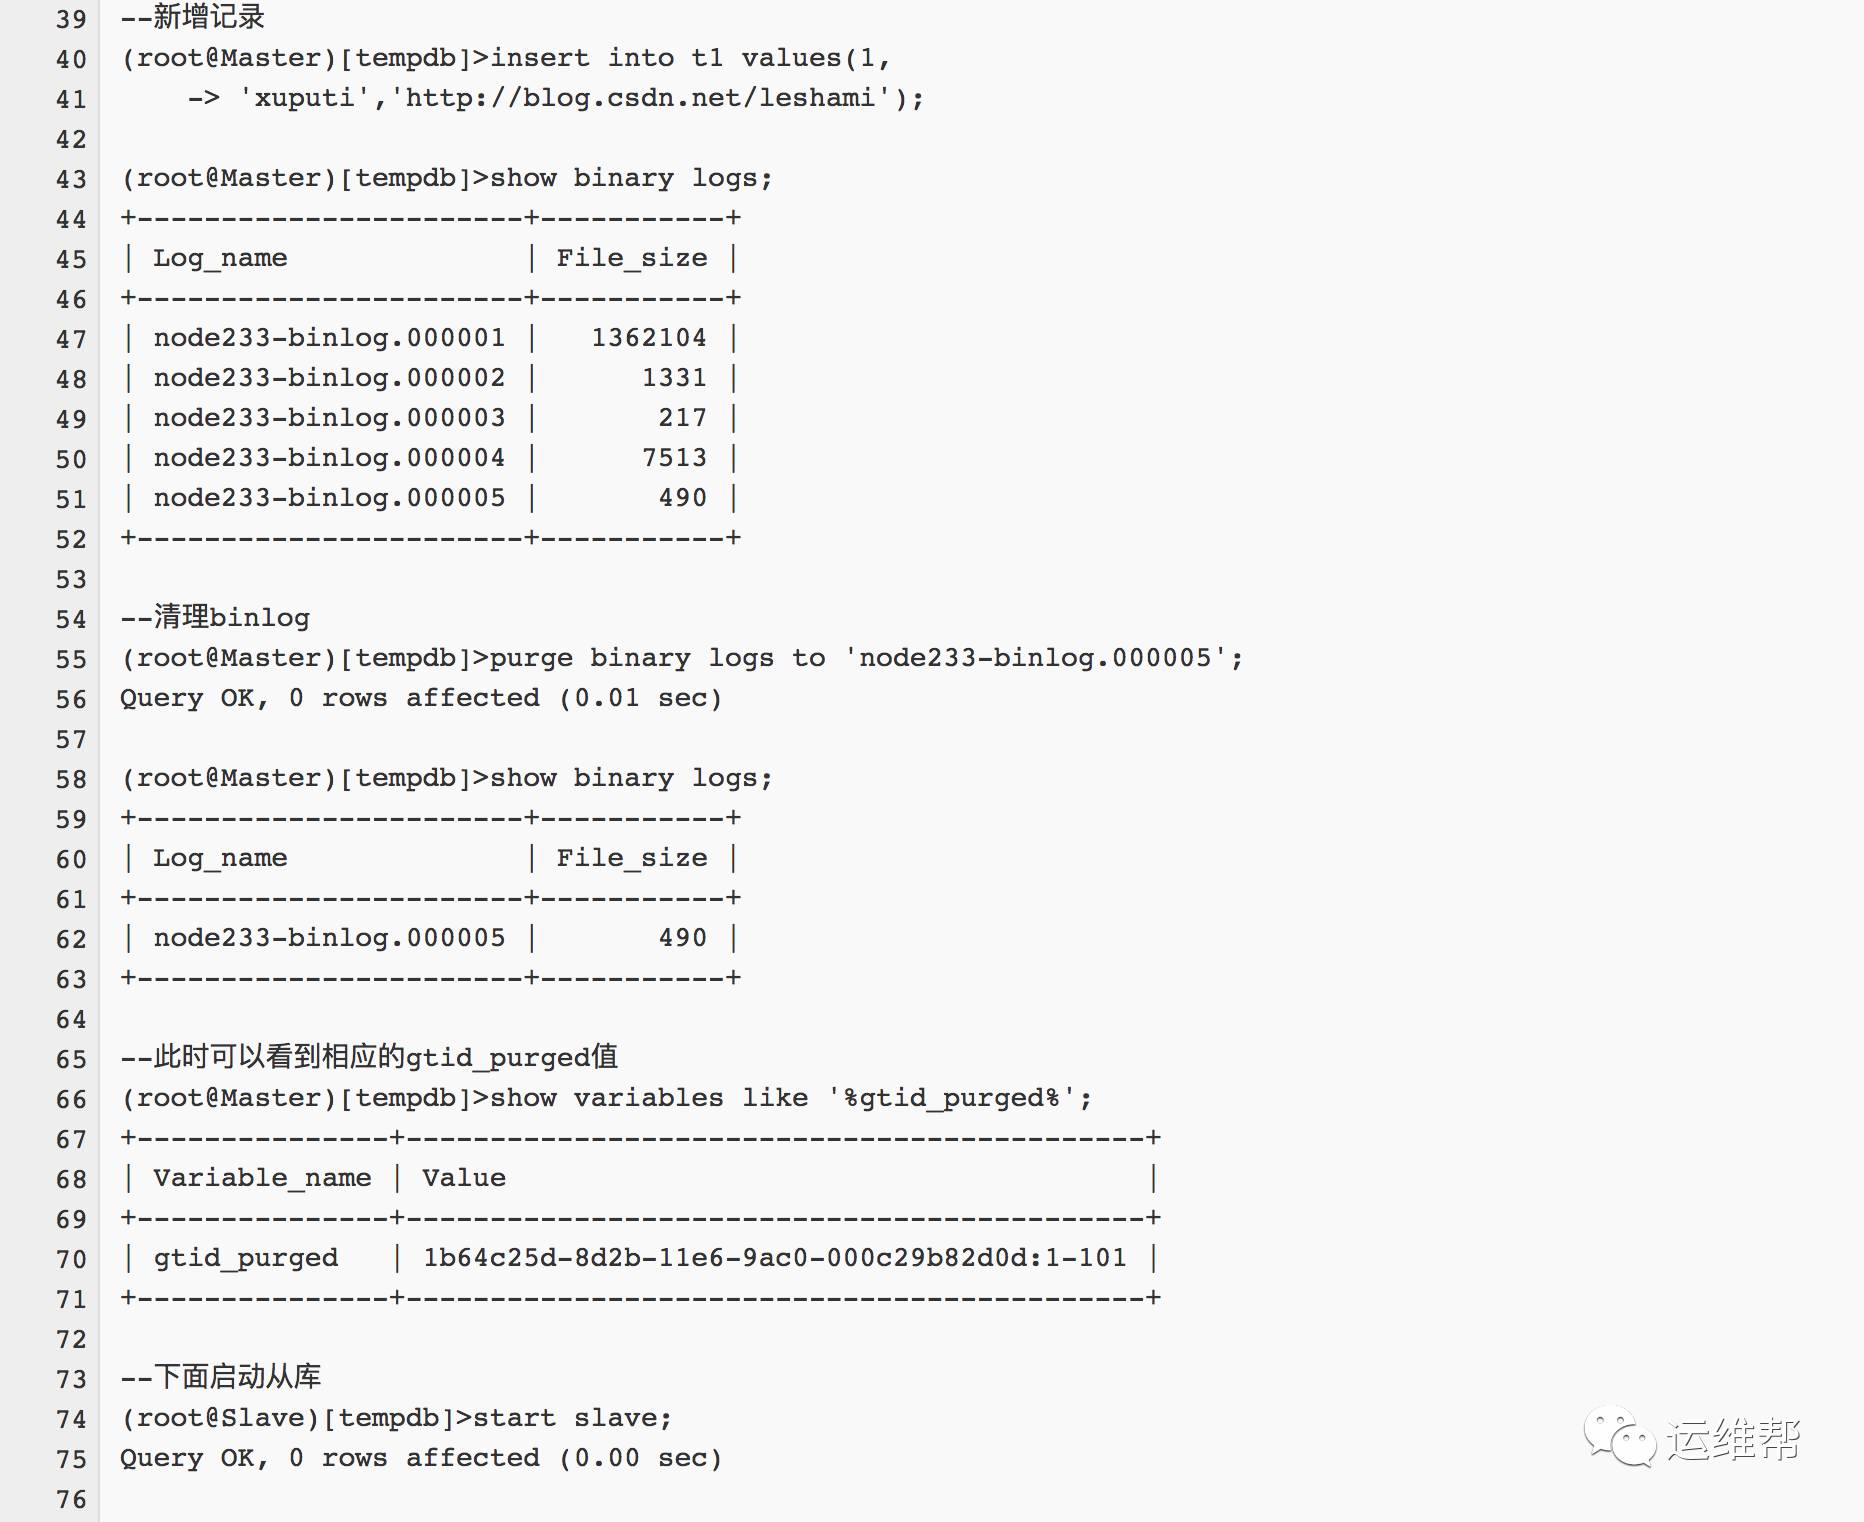 39 --新增记录
40 (root@Master)[tempdb]>insert into t1 values(1,
41     -> 'xuputi','http://blog.csdn.net/leshami');
42
43 (root@Master)[tempdb]>show binary logs;
44 +-----------------------+-----------+
45 | Log_name              | File_size |
46 +-----------------------+-----------+
47 | node233-binlog.000001 |   1362104 |
48 | node233-binlog.000002 |      1331 |
49 | node233-binlog.000003 |       217 |
50 | node233-binlog.000004 |      7513 |
51 | node233-binlog.000005 |       490 |
52 +-----------------------+-----------+
53
54 --清理binlog
55 (root@Master)[tempdb]>purge binary logs to 'node233-binlog.000005';
56 Query OK, 0 rows affected (0.01 sec)
57
58 (root@Master)[tempdb]>show binary logs;
59 +-----------------------+-----------+
60 | Log_name              | File_size |
61 +-----------------------+-----------+
62 | node233-binlog.000005 |       490 |
63 +-----------------------+-----------+
64
65 --此时可以看到相应的gtid_purged值
66 (root@Master)[tempdb]>show variables like '%gtid_purged%';
67 +---------------+--------------------------------------------+
68 | Variable_name | Value                                      |
69 +---------------+--------------------------------------------+
70 | gtid_purged   | 1b64c25d-8d2b-11e6-9ac0-000c29b82d0d:1-101 |
71 +---------------+--------------------------------------------+
72
73 --下面启动从库
74 (root@Slave)[tempdb]>start slave;
75 Query OK, 0 rows affected (0.00 sec)
76
运维帮